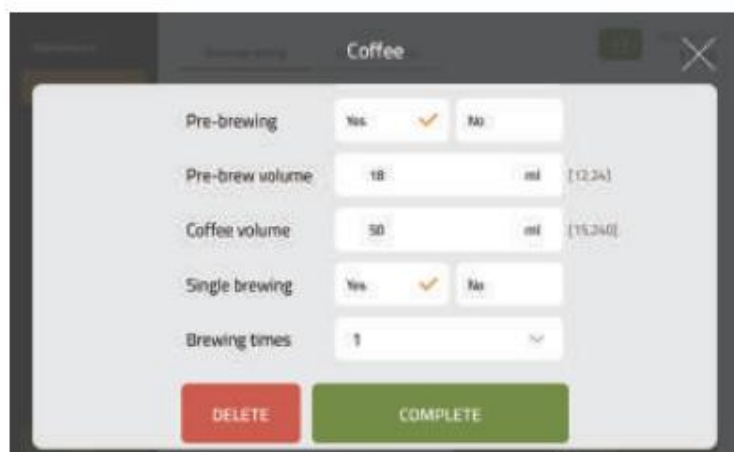 Coffee
Pre-brewing Yes No
Pre-brew volume 18 ml [12,24]
Coffee volume 50 ml [15,240]
Single brewing Yes No
Brewing times 1
DELETE COMPLETE